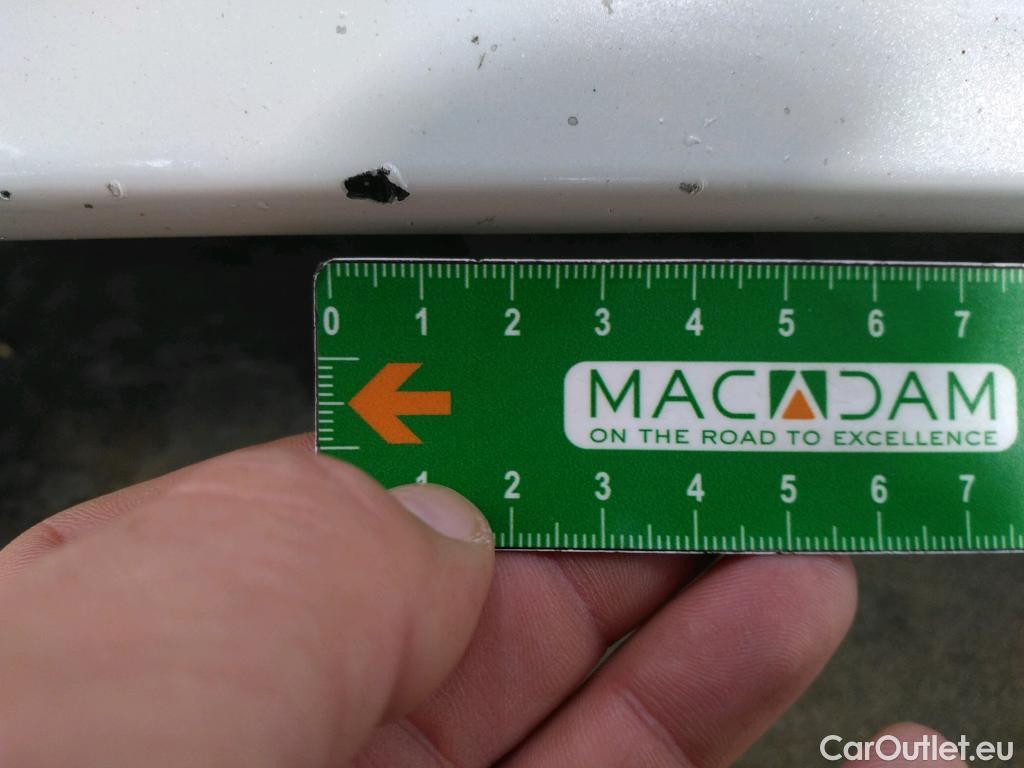 0 1 2 3 4 5 6 7
MACADAM
ON THE ROAD TO EXCELLENCE
1 2 3 4 5 6 7
CarOutlet.eu